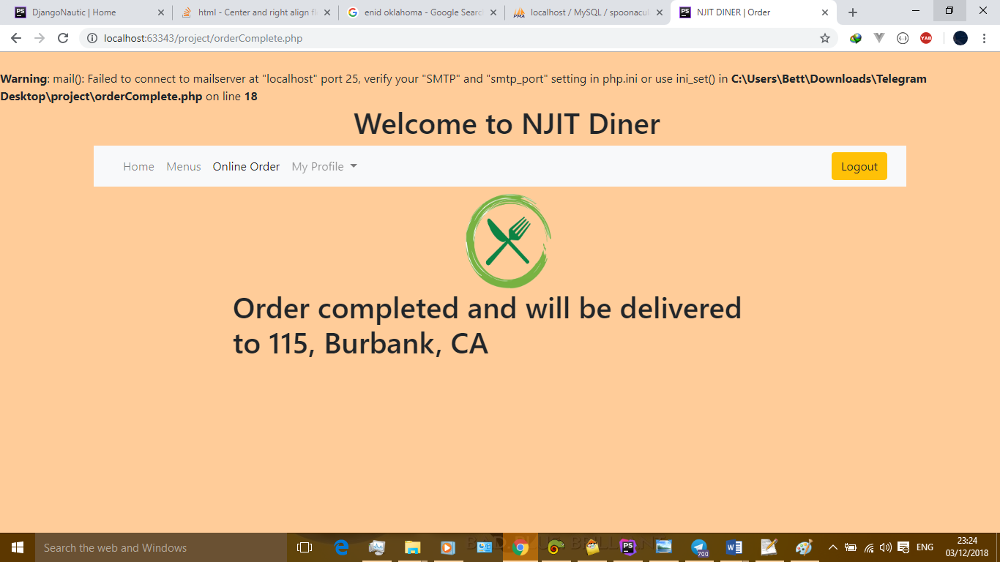 DjangoNautic | Home
html - Center and right align fl
enid oklahoma - Google Searc
localhost / MySQL / spoonacul
NJIT DINER | Order
localhost:63343/project/orderComplete.php
Warning: mail(): Failed to connect to mailserver at "localhost" port 25, verify your "SMTP" and "smtp_port" setting in php.ini or use ini_set() in C:\Users\Bett\Downloads\Telegram
Desktop\project\orderComplete.php on line 18
Welcome to NJIT Diner
Home Menus Online Order My Profile
Logout
Order completed and will be delivered
to 115, Burbank, CA
Search the web and Windows
700
ENG
23:24
03/12/2018